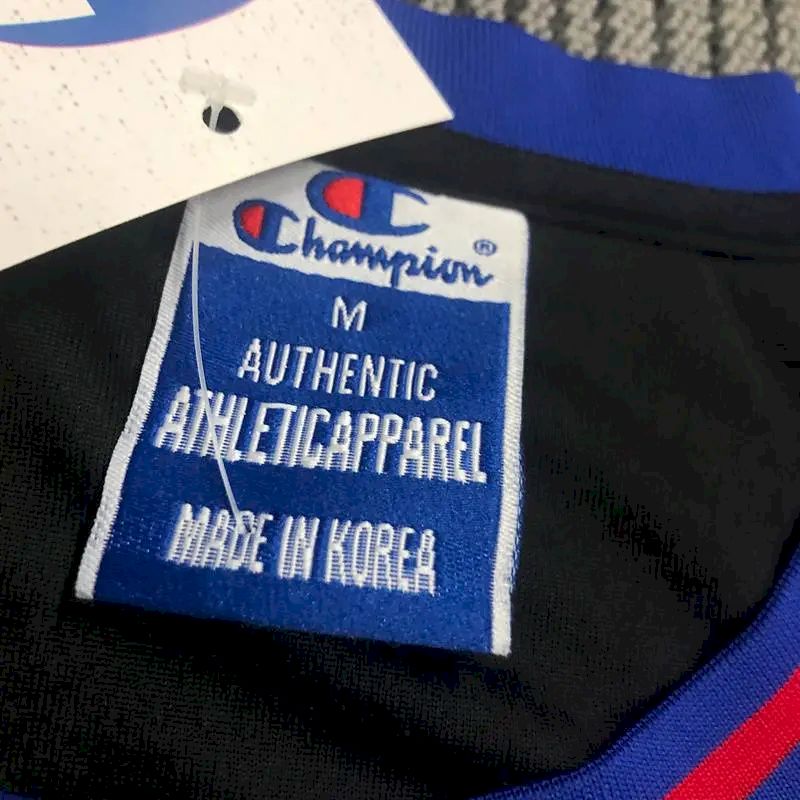 Champion®
M
AUTHENTIC
ATHLETICAPPAREL
MADE IN KOREA